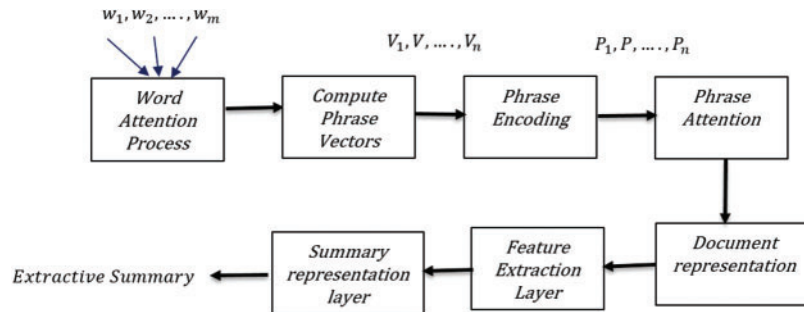 w₁, w₂, ...., wₘ
V₁, V, ...., Vₙ
P₁, P, ...., Pₙ
Word
Attention
Process
Compute
Phrase
Vectors
Phrase
Encoding
Phrase
Attention
Document
representation
Feature
Extraction
Layer
Summary
representation
layer
Extractive Summary